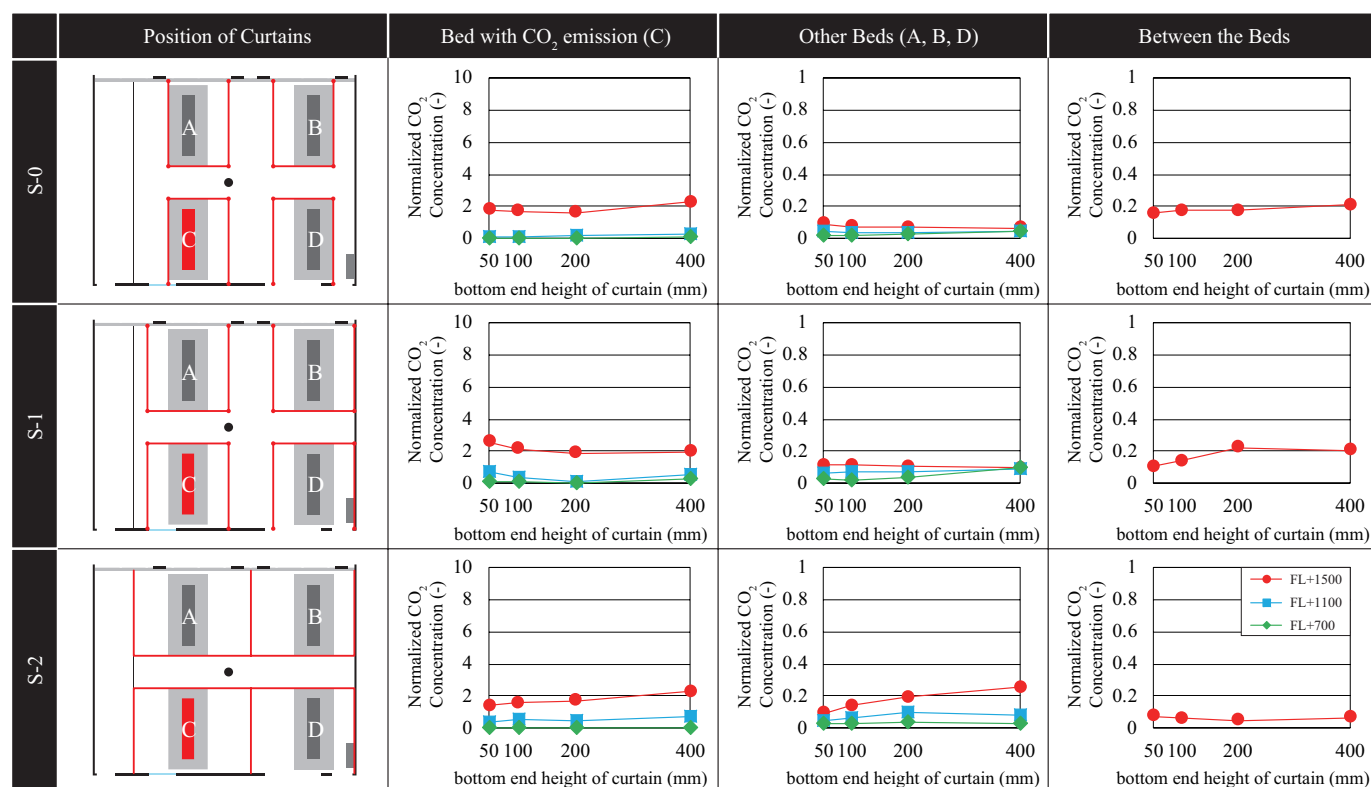 Position of Curtains
Bed with CO₂ emission (C)
Other Beds (A, B, D)
Between the Beds
S-0
A
B
C
D
Normalized CO₂
Concentration (-)
10
8
6
4
2
0
50 100 200 400
bottom end height of curtain (mm)
Normalized CO₂
Concentration (-)
1
0.8
0.6
0.4
0.2
0
50 100 200 400
bottom end height of curtain (mm)
Normalized CO₂
Concentration (-)
1
0.8
0.6
0.4
0.2
0
50 100 200 400
bottom end height of curtain (mm)
S-1
A
B
C
D
Normalized CO₂
Concentration (-)
10
8
6
4
2
0
50 100 200 400
bottom end height of curtain (mm)
Normalized CO₂
Concentration (-)
1
0.8
0.6
0.4
0.2
0
50 100 200 400
bottom end height of curtain (mm)
Normalized CO₂
Concentration (-)
1
0.8
0.6
0.4
0.2
0
50 100 200 400
bottom end height of curtain (mm)
S-2
A
B
C
D
Normalized CO₂
Concentration (-)
10
8
6
4
2
0
50 100 200 400
bottom end height of curtain (mm)
Normalized CO₂
Concentration (-)
1
0.8
0.6
0.4
0.2
0
50 100 200 400
bottom end height of curtain (mm)
Normalized CO₂
Concentration (-)
1
0.8
0.6
0.4
0.2
0
FL+1500
FL+1100
FL+700
50 100 200 400
bottom end height of curtain (mm)